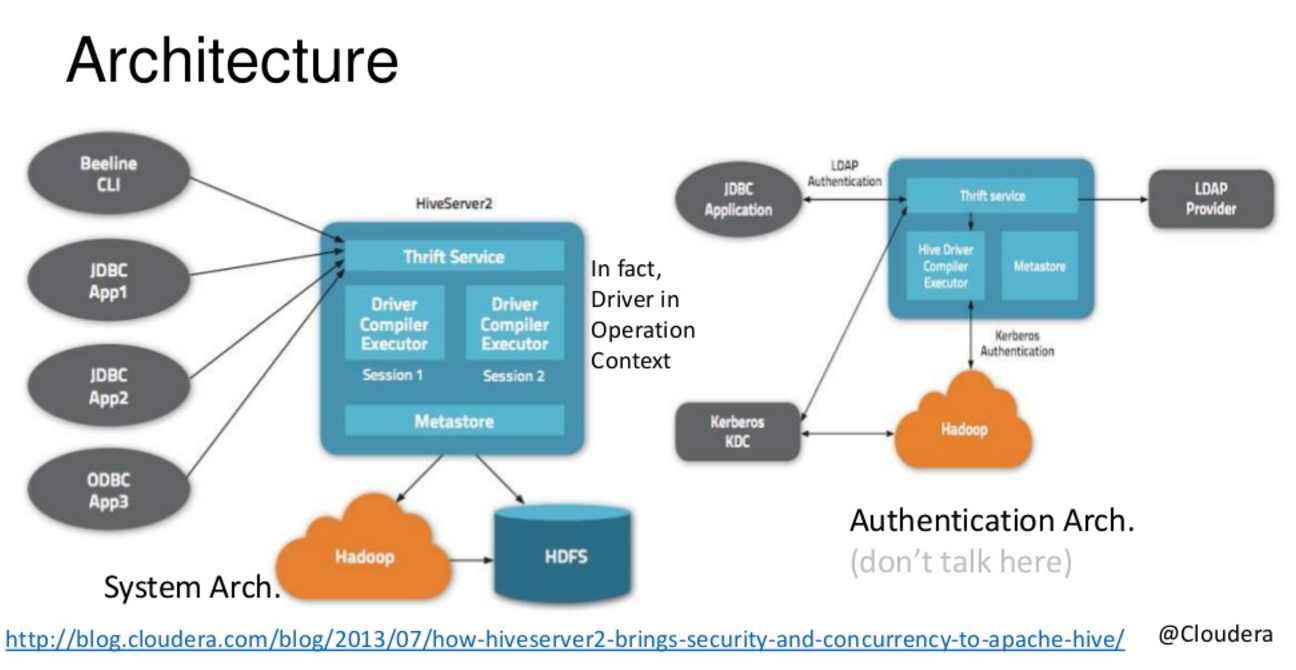 Architecture
Beeline
CLI
JDBC
App1
JDBC
App2
ODBC
App3
HiveServer2
Thrift Service
Driver
Compiler
Executor
Session 1
Driver
Compiler
Executor
Session 2
Metastore
Hadoop
HDFS
In fact,
Driver in
Operation
Context
System Arch.
JDBC
Application
LDAP
Authentication
Thrift service
Hive Driver
Compiler
Executor
Metastore
LDAP
Provider
Kerberos
Authentication
Kerberos
KDC
Hadoop
Authentication Arch.
(don’t talk here)
http://blog.cloudera.com/blog/2013/07/how-hiveserver2-brings-security-and-concurrency-to-apache-hive/
@Cloudera